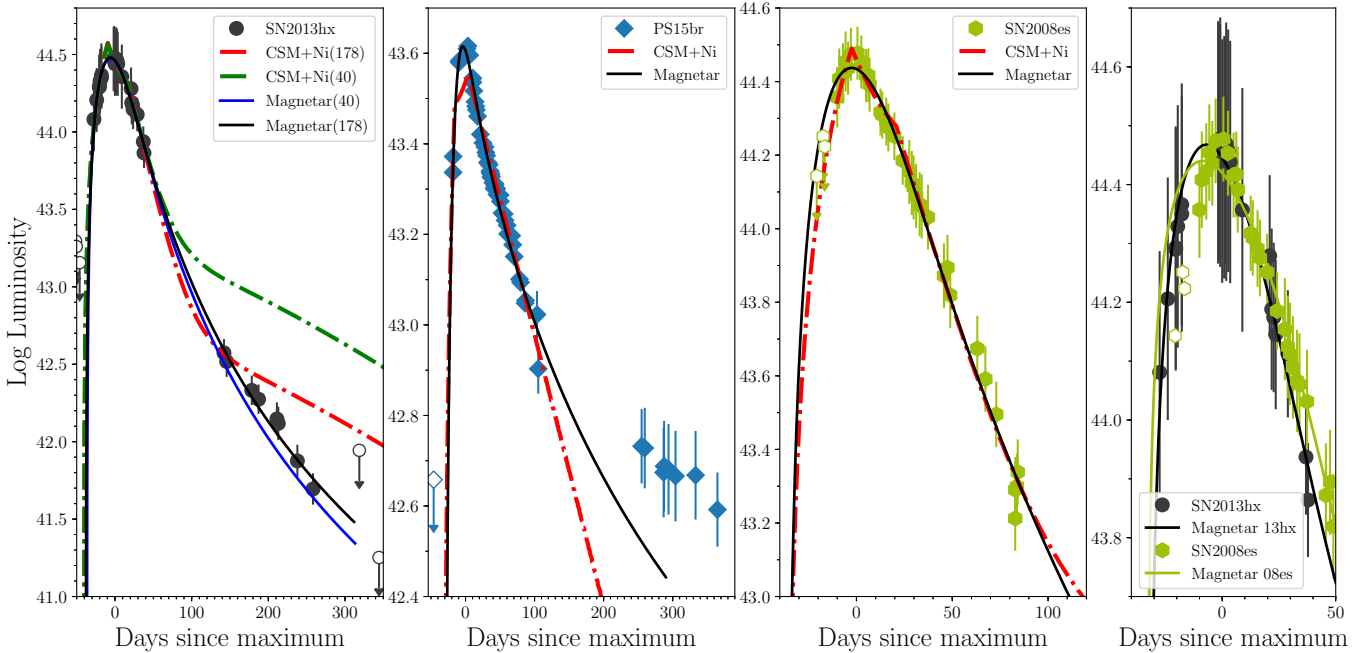 Log Luminosity
44.5
44.0
43.5
43.0
42.5
42.0
41.5
41.0
0
100
200
300
Days since maximum
SN2013hx
CSM+Ni(178)
CSM+Ni(40)
Magnetar(40)
Magnetar(178)
43.6
43.4
43.2
43.0
42.8
42.6
42.4
0
100
200
300
Days since maximum
PS15br
CSM+Ni
Magnetar
44.6
44.4
44.2
44.0
43.8
43.6
43.4
43.2
43.0
0
50
100
Days since maximum
SN2008es
CSM+Ni
Magnetar
44.6
44.4
44.2
44.0
43.8
0
50
Days since maximum
SN2013hx
Magnetar 13hx
SN2008es
Magnetar 08es